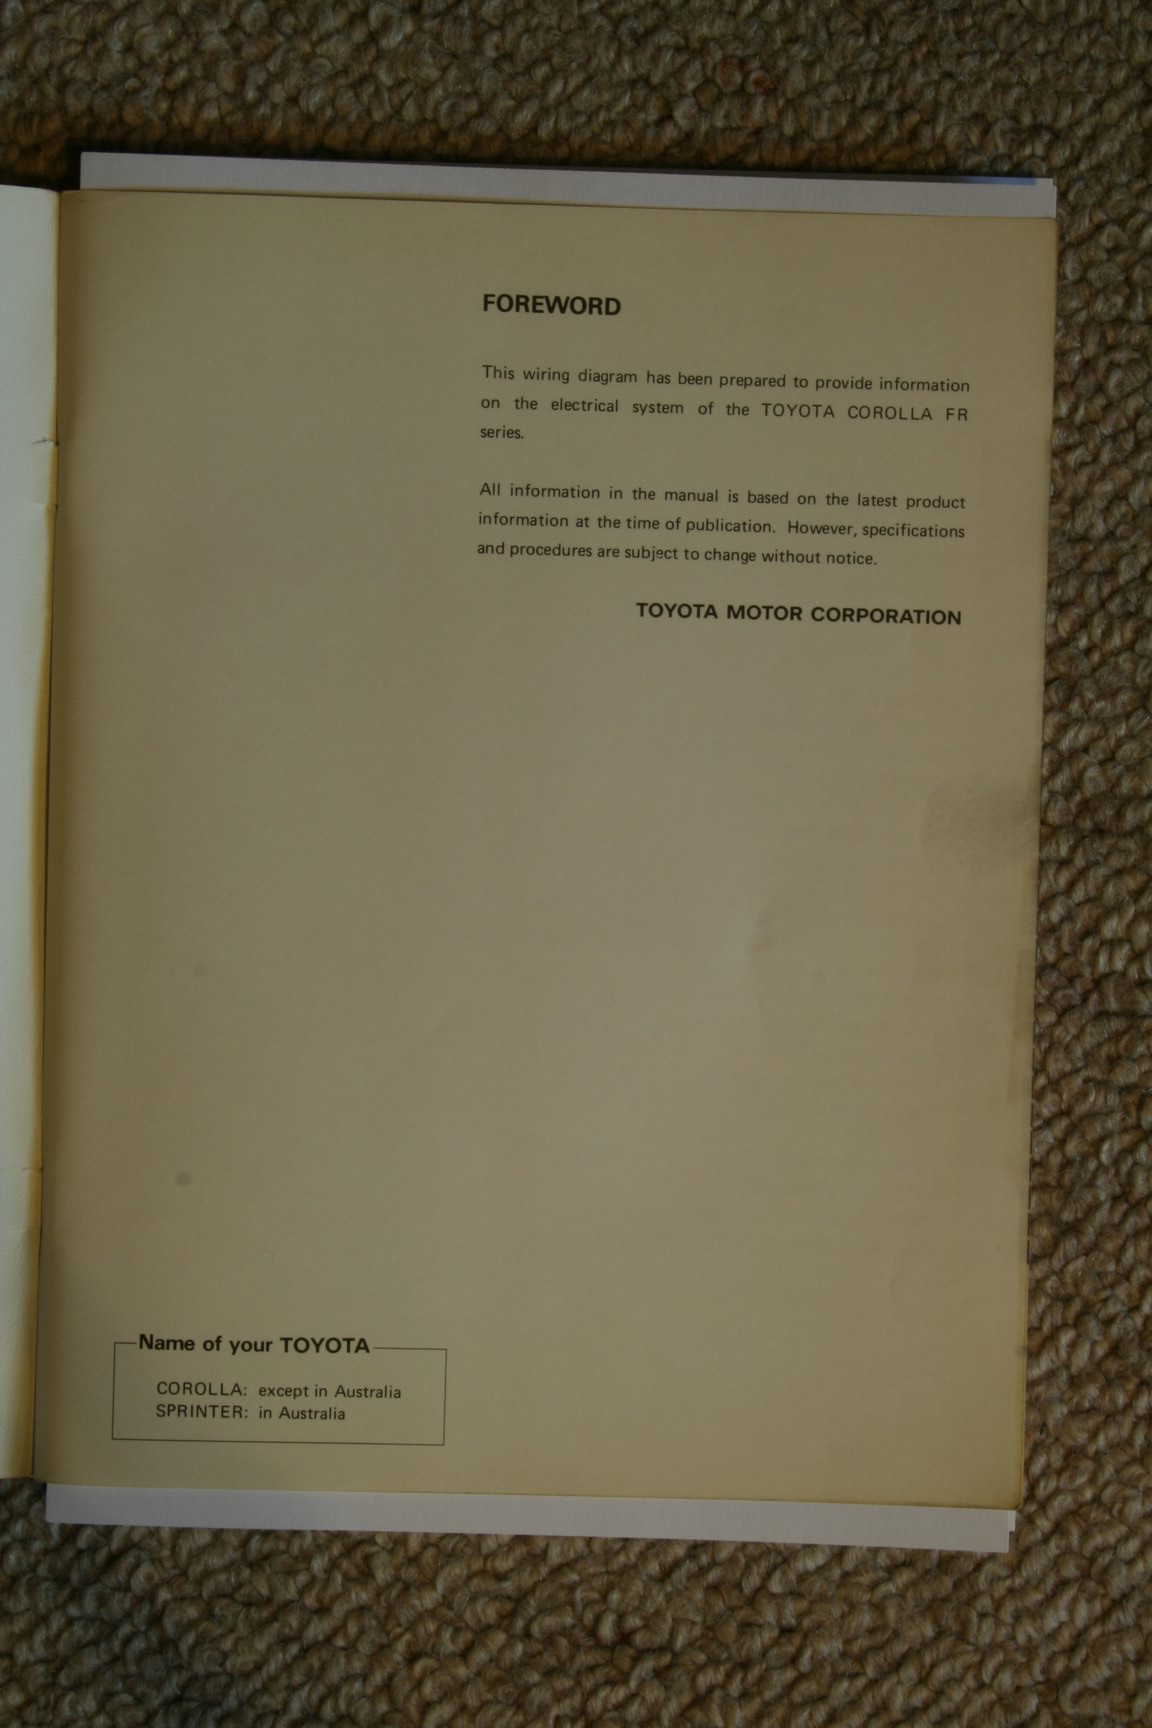 FOREWORD
This wiring diagram has been prepared to provide information
on the electrical system of the TOYOTA COROLLA FR
series.
All information in the manual is based on the latest product
information at the time of publication. However, specifications
and procedures are subject to change without notice.
TOYOTA MOTOR CORPORATION
Name of your TOYOTA
COROLLA: except in Australia
SPRINTER: in Australia